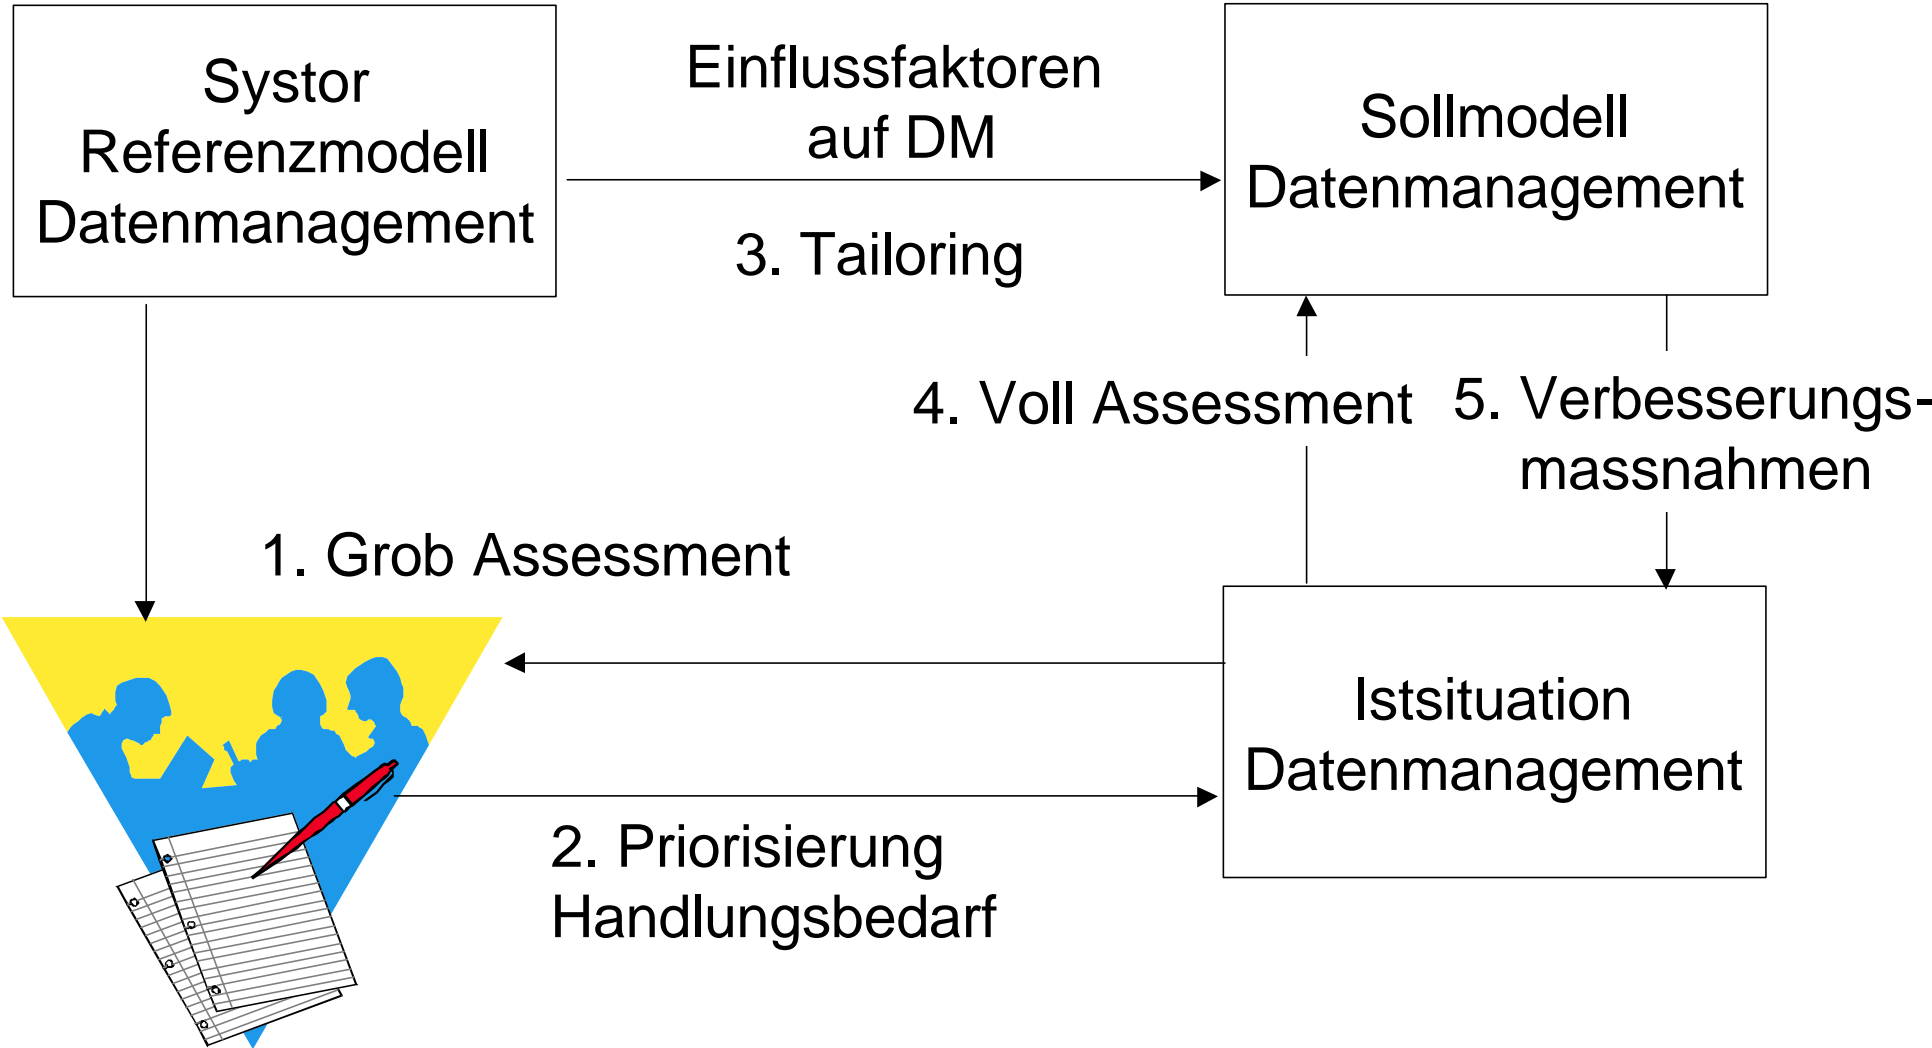 Systor
Referenzmodell
Datenmanagement
Einflussfaktoren
auf DM
3. Tailoring
Sollmodell
Datenmanagement
4. Voll Assessment
5. Verbesserungs-
massnahmen
1. Grob Assessment
Istsituation
Datenmanagement
2. Priorisierung
Handlungsbedarf